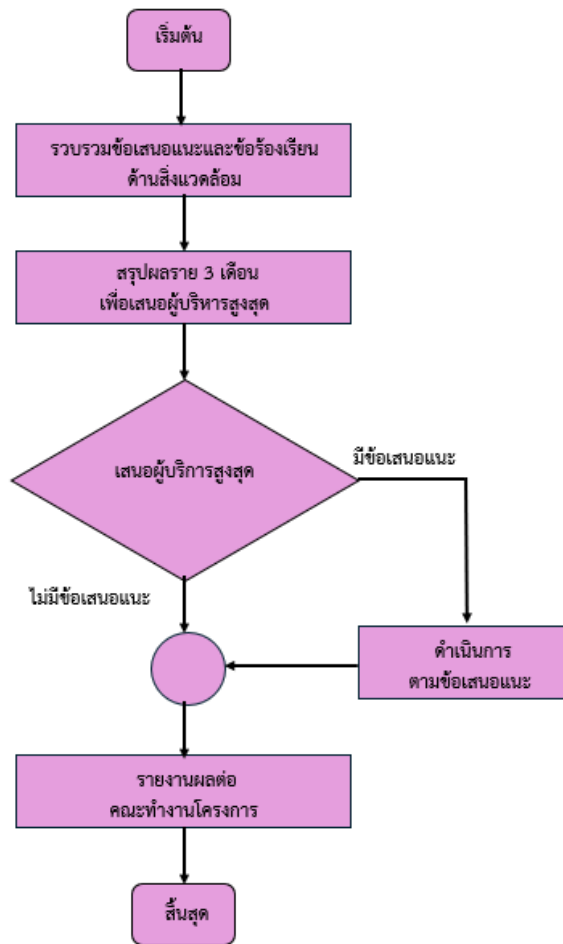 เริ่มต้น
รวบรวมข้อเสนอแนะและข้อร้องเรียน
ด้านสิ่งแวดล้อม
สรุปผลราย 3 เดือน
เพื่อเสนอผู้บริหารสูงสุด
เสนอผู้บริการสูงสุด
มีข้อเสนอแนะ
ไม่มีข้อเสนอแนะ
ดำเนินการ
ตามข้อเสนอแนะ
รายงานผลต่อ
คณะทำงานโครงการ
สิ้นสุด